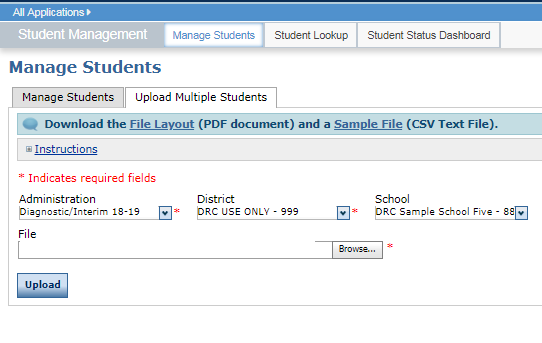 All Applications
Student Management Manage Students Student Lookup Student Status Dashboard
Manage Students
Manage Students Upload Multiple Students
Download the File Layout (PDF document) and a Sample File (CSV Text File).
Instructions
* Indicates required fields
Administration District School
Diagnostic/Interim 18-19 * DRC USE ONLY - 999 * DRC Sample School Five - 88
File
Browse... *
Upload